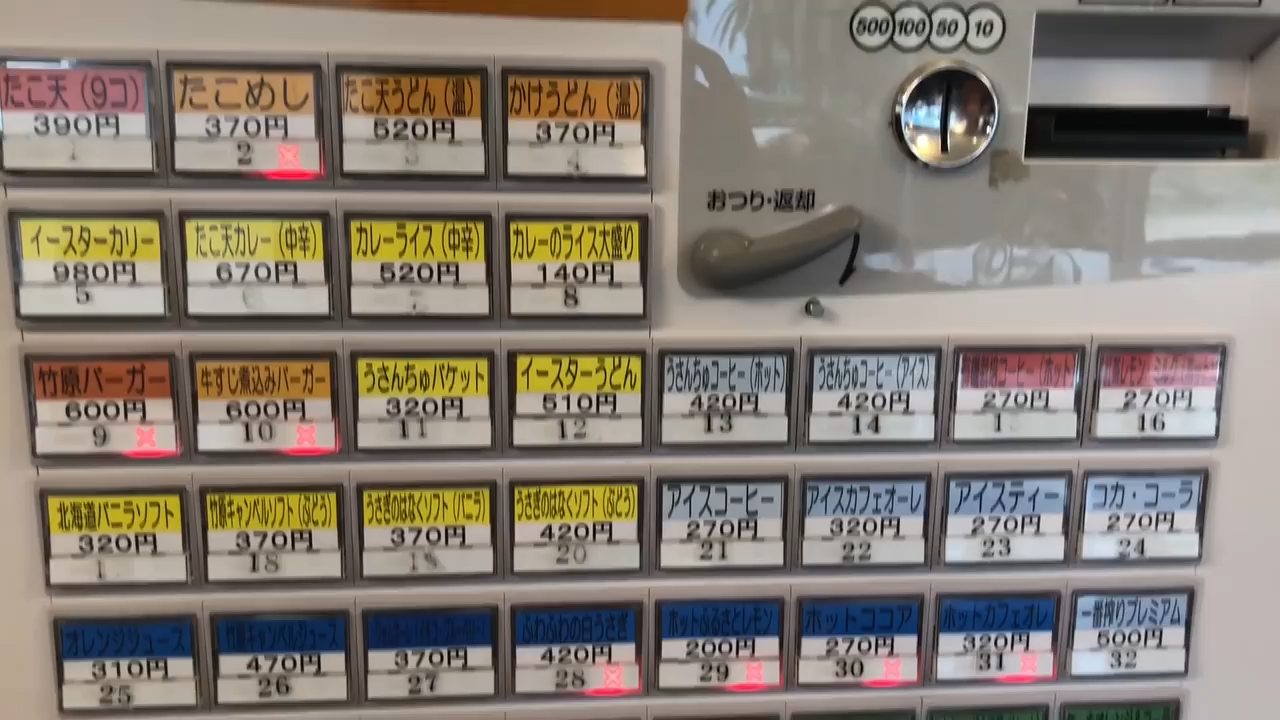 500 100 50 10
たこ天（9コ） たこめし たこ天うどん（温） かけうどん（温）
390円 370円 520円 370円
1 2 3 4
おつり・返却
イースターカリー たこ天カレー（中辛） カレーライス（中辛） カレーのライス大盛り
980円 670円 520円 140円
5 6 7 8
竹原バーガー 牛すじ煮込みバーガー うさんちゅバケット イースターうどん うさんちゅコーヒー（ホット） うさんちゅコーヒー（アイス） コーヒー（ホット
600円 600円 320円 510円 420円 420円 270円 270円
9 10 11 12 13 14 1 16
北海道バニラソフト 竹原キャンベルソフト（ぶどう） うさぎのはなくソフト（バニラ） うさぎのはなくソフト（ぶどう） アイスコーヒー アイスカフェオーレ アイスティー コカ・コーラ
320円 370円 370円 420円 270円 320円 270円 270円
1 18 19 20 21 22 23 24
オレンジジュース 竹原キャンベルジュース ふわふわの白うさぎ ホットふるさとレモン ホットココア ホットカフェオレ 一番搾りプレミアム
310円 470円 370円 420円 200円 270円 320円 500円
25 26 27 28 29 30 31 32